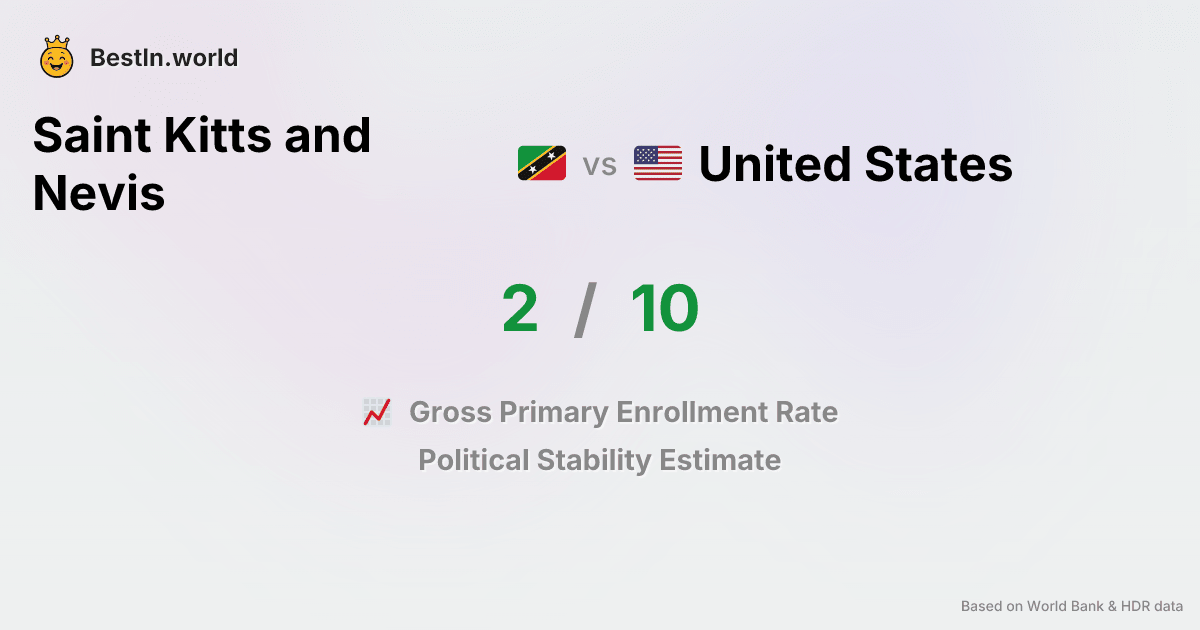 BestIn.world
Saint Kitts and
Nevis
vs
United States
2 / 10
Gross Primary Enrollment Rate
Political Stability Estimate
Based on World Bank & HDR data